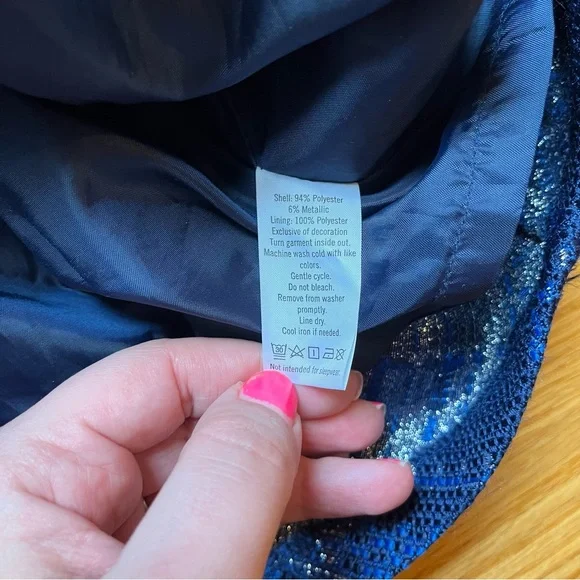 Shell: 94% Polyester
6% Metallic
Lining: 100% Polyester
Exclusive of decoration
Turn garment inside out.
Machine wash cold with like
colors.
Gentle cycle.
Do not bleach.
Remove from washer
promptly.
Line dry.
Cool iron if needed.
30
Not intended for sleepwear.